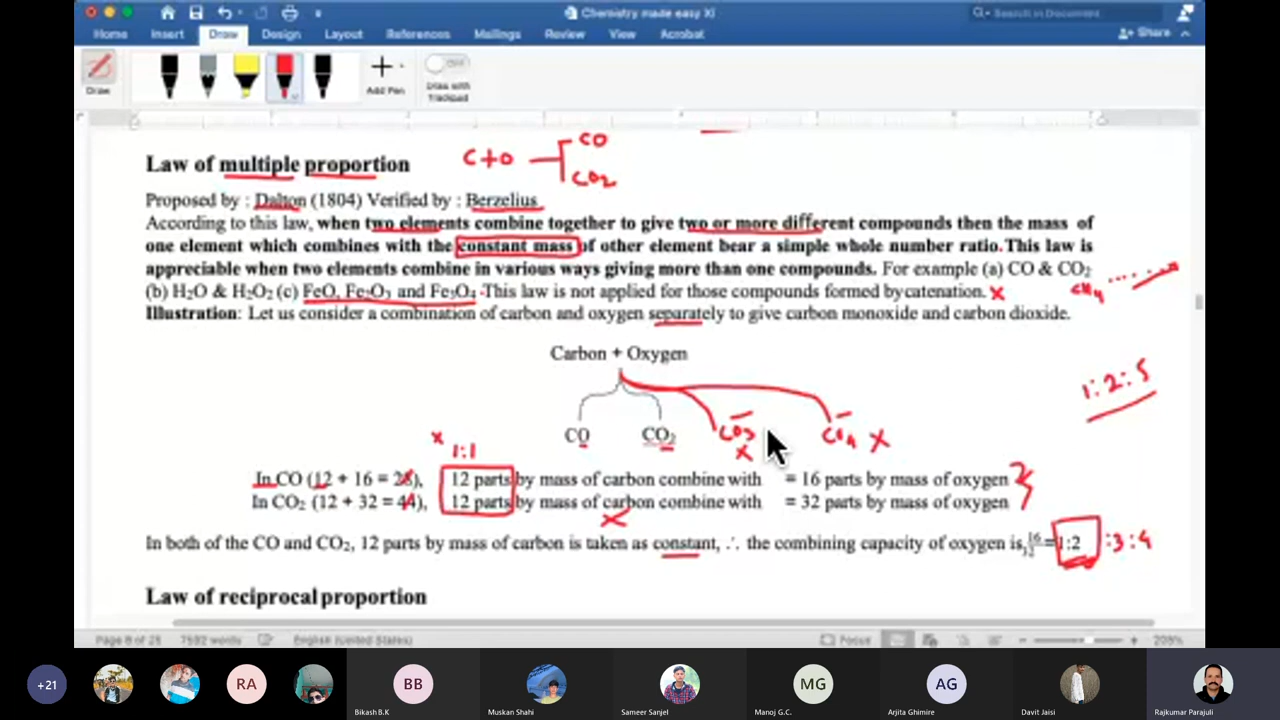 Chemistry made easy XI
Search in Document
Home Insert Draw Design Layout References Mailings Review View Acrobat
Share
Draw
Add Pen
OFF
Draw with
Trackpad
C+O CO
CO2
Law of multiple proportion
Proposed by : Dalton (1804) Verified by : Berzelius
According to this law, when two elements combine together to give two or more different compounds then the mass of
one element which combines with the constant mass of other element bear a simple whole number ratio. This law is
appreciable when two elements combine in various ways giving more than one compounds. For example (a) CO & CO₂
(b) H₂O & H₂O₂ (c) FeO, Fe₂O₃ and Fe₃O₄. This law is not applied for those compounds formed by catenation. x
CH4 ......
Illustration: Let us consider a combination of carbon and oxygen separately to give carbon monoxide and carbon dioxide.
Carbon + Oxygen
1:2:5
CO CO₂ CO3 x CO4 x
x 1:1
In CO (12 + 16 = 28), 12 parts by mass of carbon combine with = 16 parts by mass of oxygen
In CO₂ (12 + 32 = 44), 12 parts by mass of carbon combine with = 32 parts by mass of oxygen
x
In both of the CO and CO₂, 12 parts by mass of carbon is taken as constant, ∴ the combining capacity of oxygen is, 16/32 = 1:2 :3:4
Law of reciprocal proportion
Page 8 of 25 7592 words English (United States) Focus
+21 RA BB MG AG
Bikash B.K Muskan Shahi Sameer Sanjel Manoj G.C. Arjita Ghimire Davit Jaisi Rajkumar Parajuli